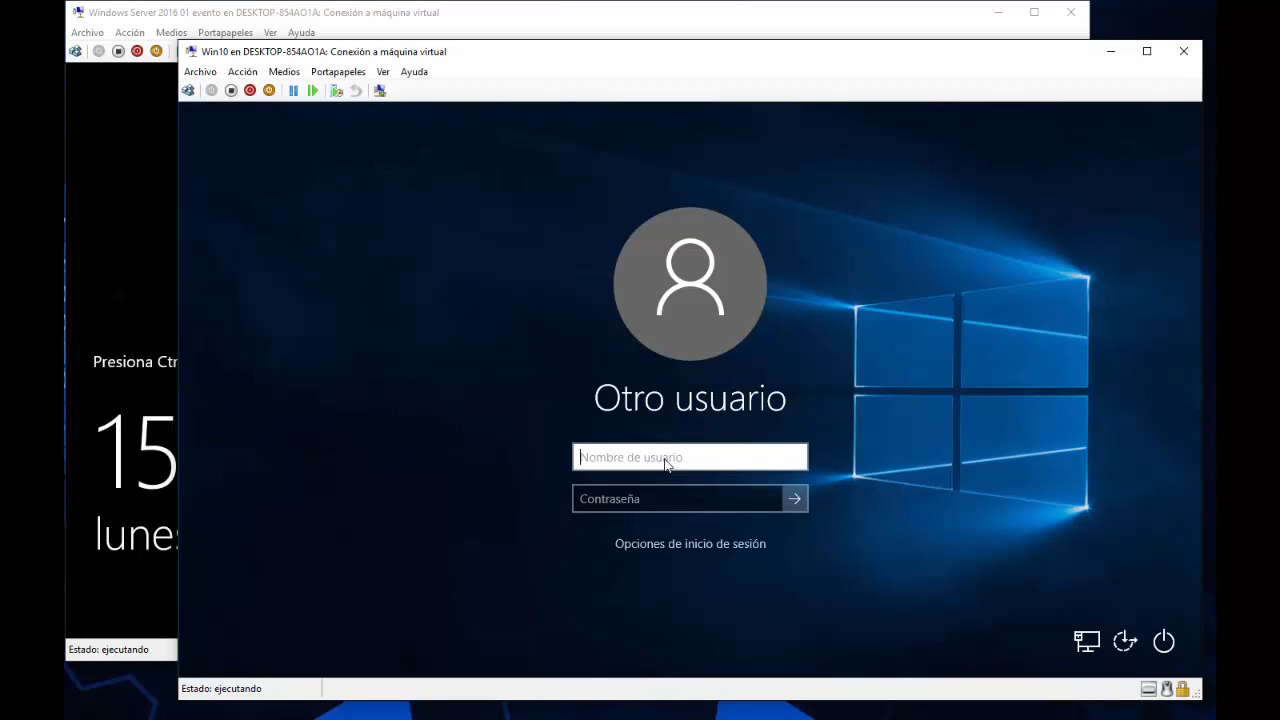 Windows Server 2016 01 evento en DESKTOP-854AO1A: Conexión a máquina virtual
Archivo Acción Medios Portapapeles Ver Ayuda
Win10 en DESKTOP-854AO1A: Conexión a máquina virtual
Archivo Acción Medios Portapapeles Ver Ayuda
Presiona Ctr
15
lunes
Otro usuario
Nombre de usuario
Contraseña
Opciones de inicio de sesión
Estado: ejecutando
Estado: ejecutando